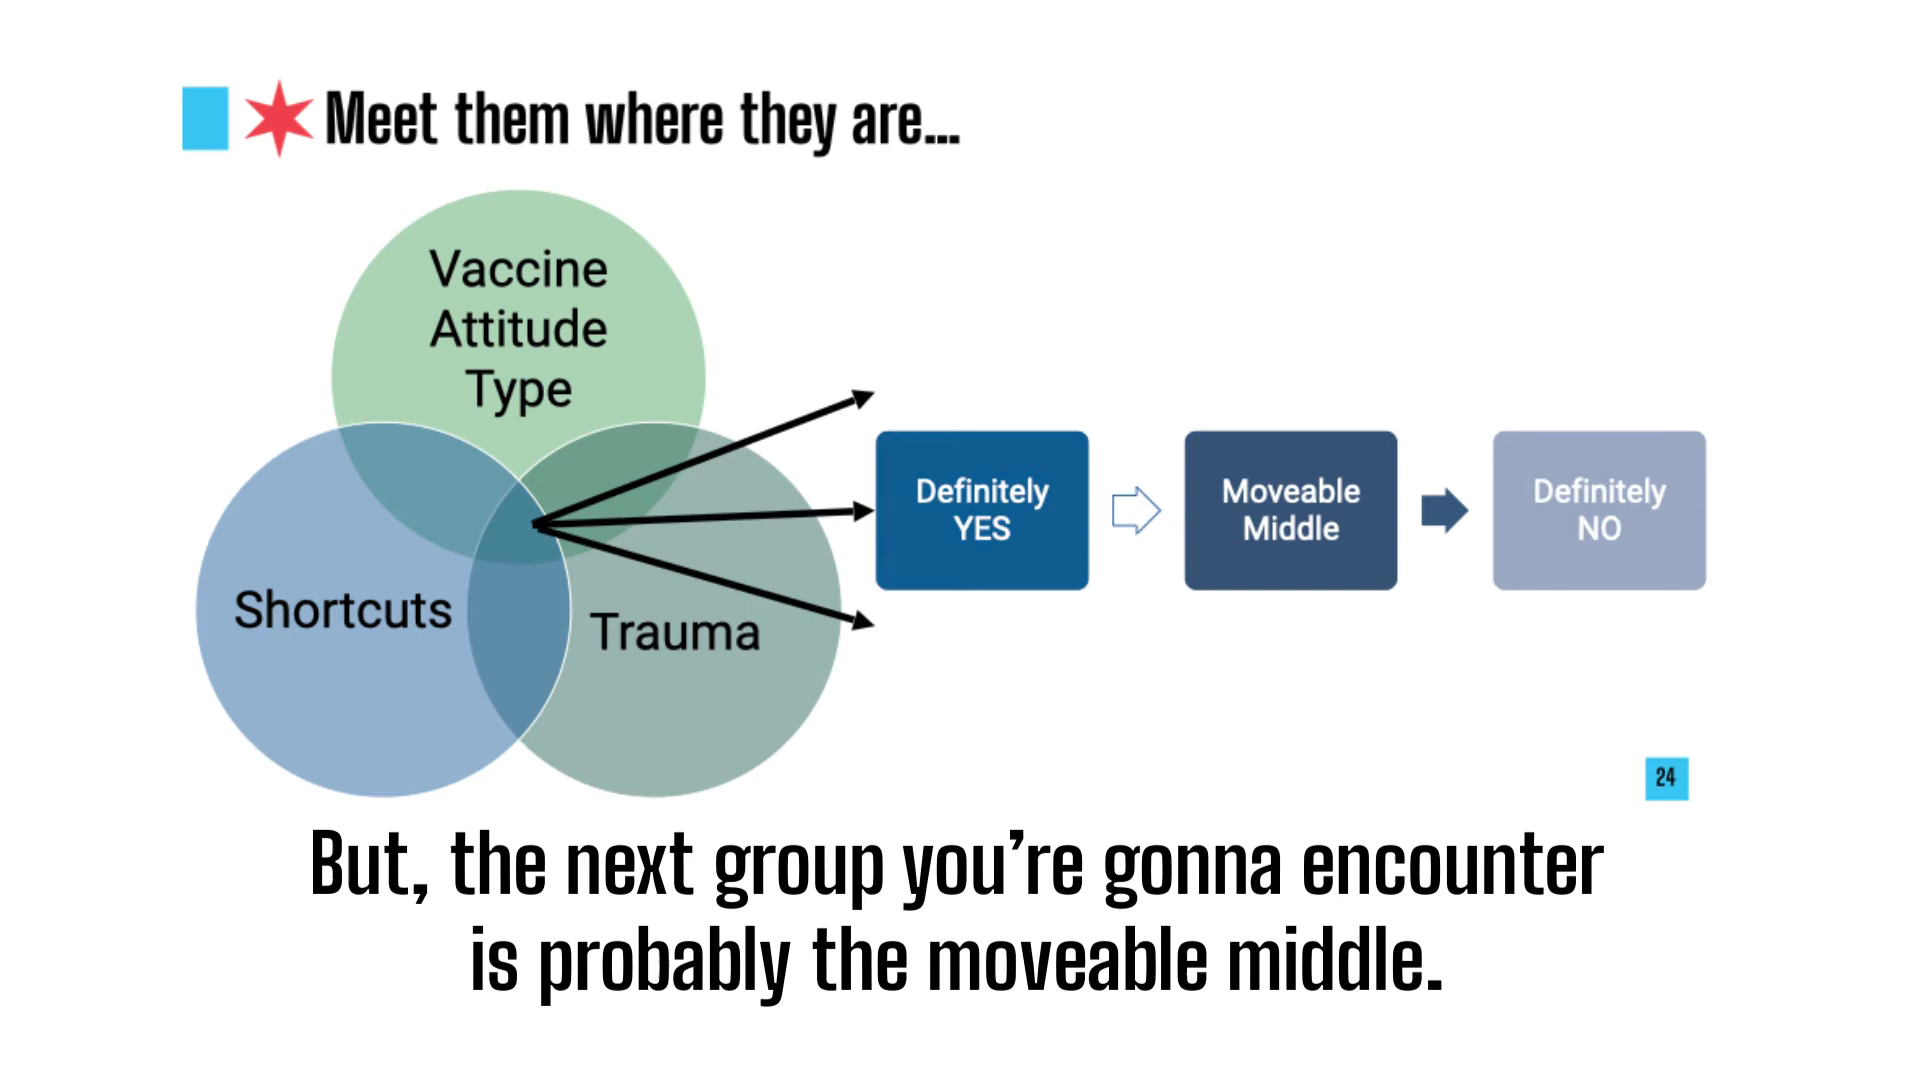 Meet them where they are...
Vaccine
Attitude
Type
Shortcuts
Trauma
Definitely
YES
Moveable
Middle
Definitely
NO
24
But, the next group you’re gonna encounter
is probably the moveable middle.